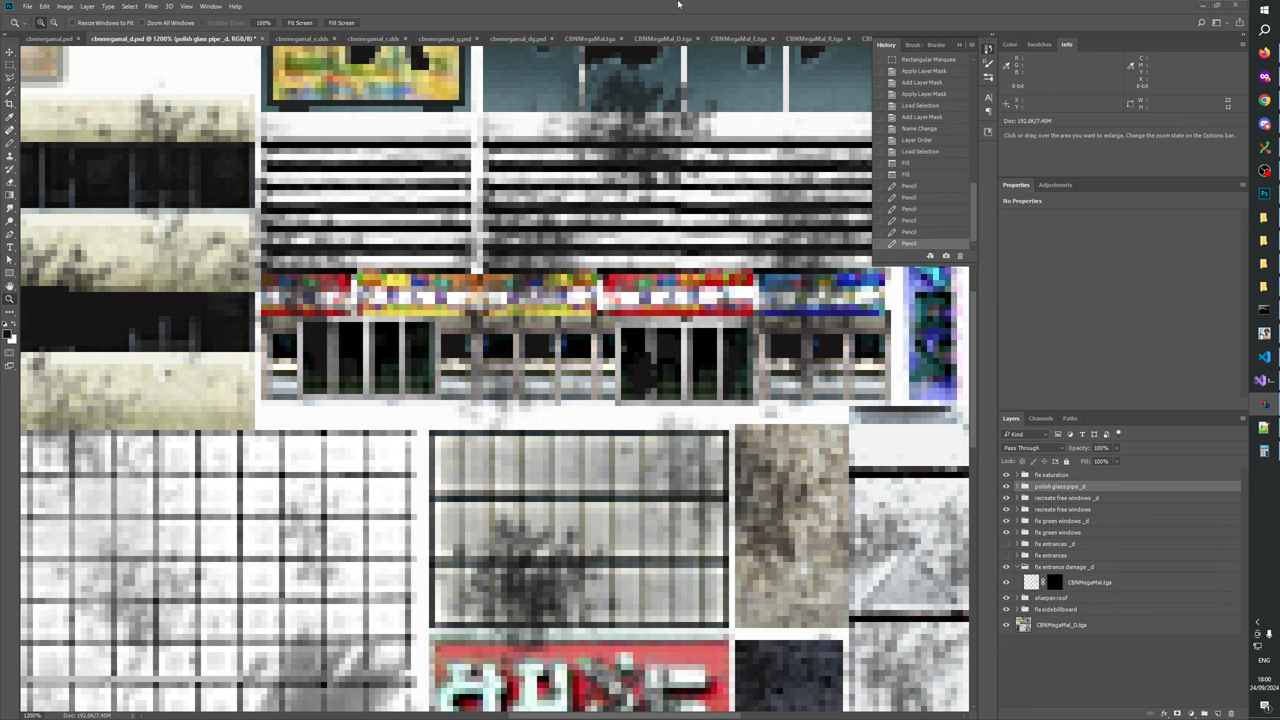 File Edit Image Layer Type Select Filter 3D View Window Help
Resize Windows to Fit Zoom All Windows Scrubby Zoom 100% Fit Screen Fill Screen
cbnmegamal.psd × cbnmegamal_d.psd @ 1200% (polish glass pipe _d, RGB/8) * × cbnmegamal_e.dds × cbnmegamal_r.dds × cbnmegamal_g.psd × cbnmegamal_dg.psd × CBNMegaMal.tga × CBNMegaMal_D.tga × CBNMegaMal_E.tga × CBNMegaMal_R.tga ×
History Brush Brushe
Rectangular Marquee
Apply Layer Mask
Add Layer Mask
Apply Layer Mask
Load Selection
Add Layer Mask
Name Change
Layer Order
Load Selection
Fill
Fill
Pencil
Pencil
Pencil
Pencil
Pencil
Pencil
Color Swatches Info
R : C :
G : M :
B : Y :
K :
8-bit 8-bit
X : W : 22
Y : H : 12
Doc: 192.0K/7.45M
Click or drag over the area you want to enlarge. Change the zoom state on the Options bar.
Properties Adjustments
No Properties
Layers Channels Paths
Kind
Pass Through Opacity: 100%
Lock: Fill: 100%
fix saturation
polish glass pipe _d
recreate free windows _d
recreate free windows
fix green windows _d
fix green windows
fix entrances _d
fix entrances
fix entrance damage _d
CBNMegaMal.tga
sharpen roof
fix side billboard
CBNMegaMal_D.tga
1200% Doc: 192.0K/7.45M
ENG
18:00
24/09/2024